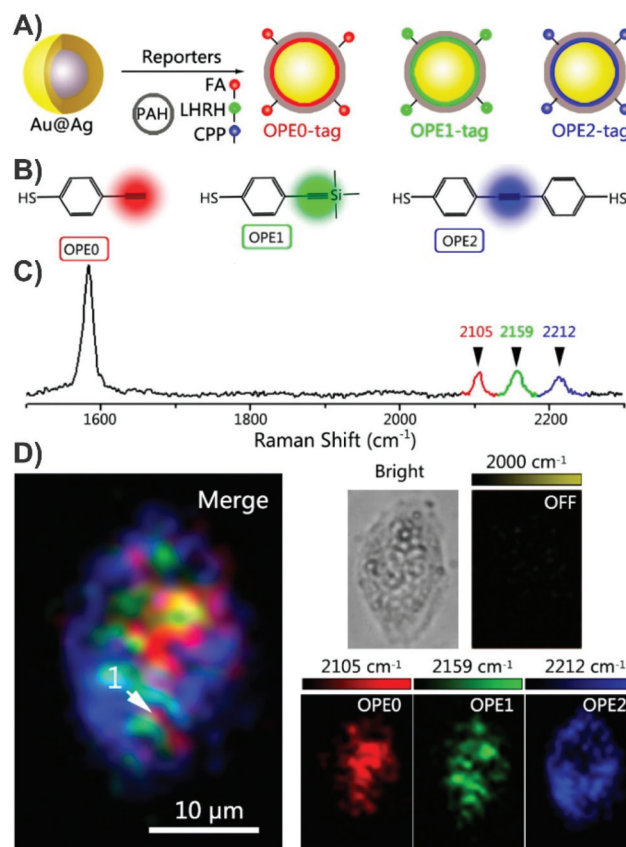 A)
Au@Ag
Reporters
PAH
FA
LHRH
CPP
OPE0-tag
OPE1-tag
OPE2-tag
B)
HS
OPE0
HS
Si
OPE1
HS
HS
OPE2
C)
2105
2159
2212
1600
1800
2000
2200
Raman Shift (cm⁻¹)
D)
Merge
1
10 µm
Bright
2000 cm⁻¹
OFF
2105 cm⁻¹
2159 cm⁻¹
2212 cm⁻¹
OPE0
OPE1
OPE2